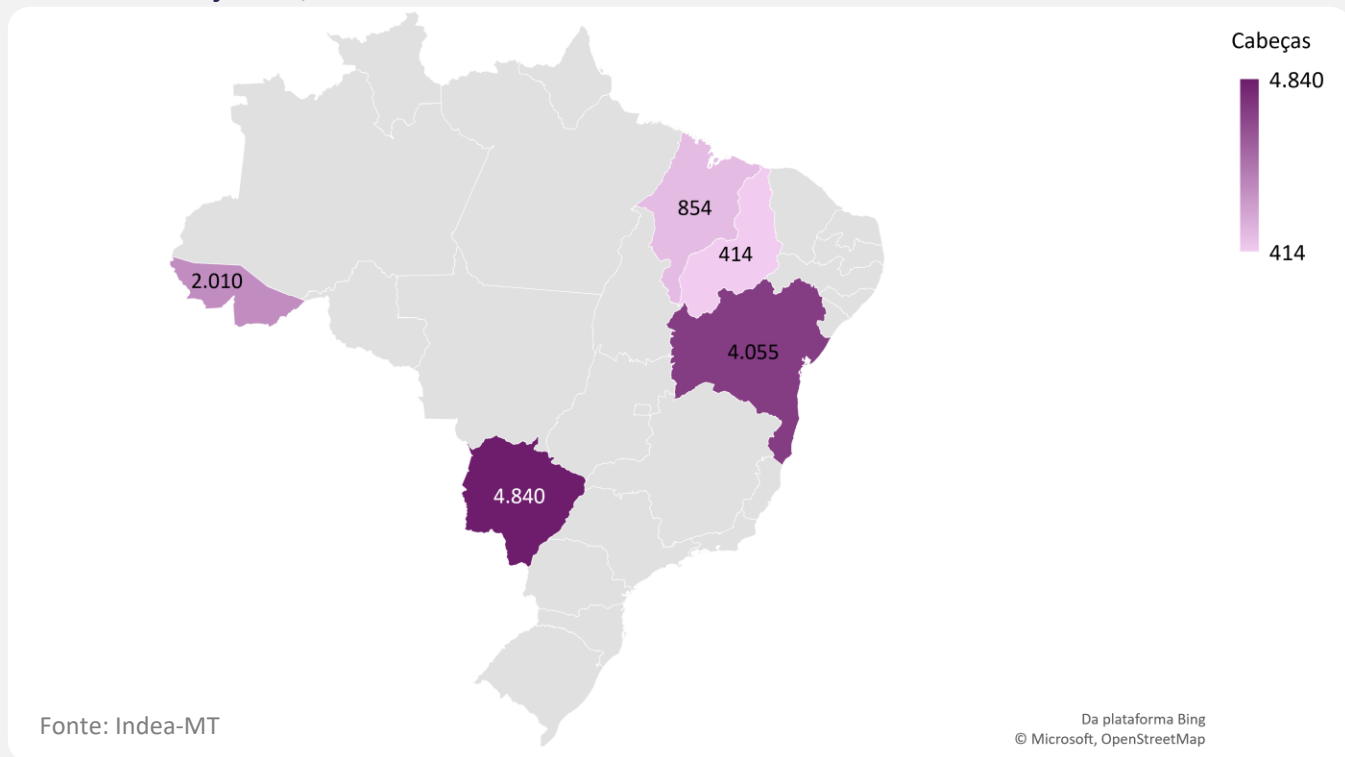 Cabeças
4.840
414
854
414
2.010
4.055
4.840
Fonte: Indea-MT
Da plataforma Bing
© Microsoft, OpenStreetMap